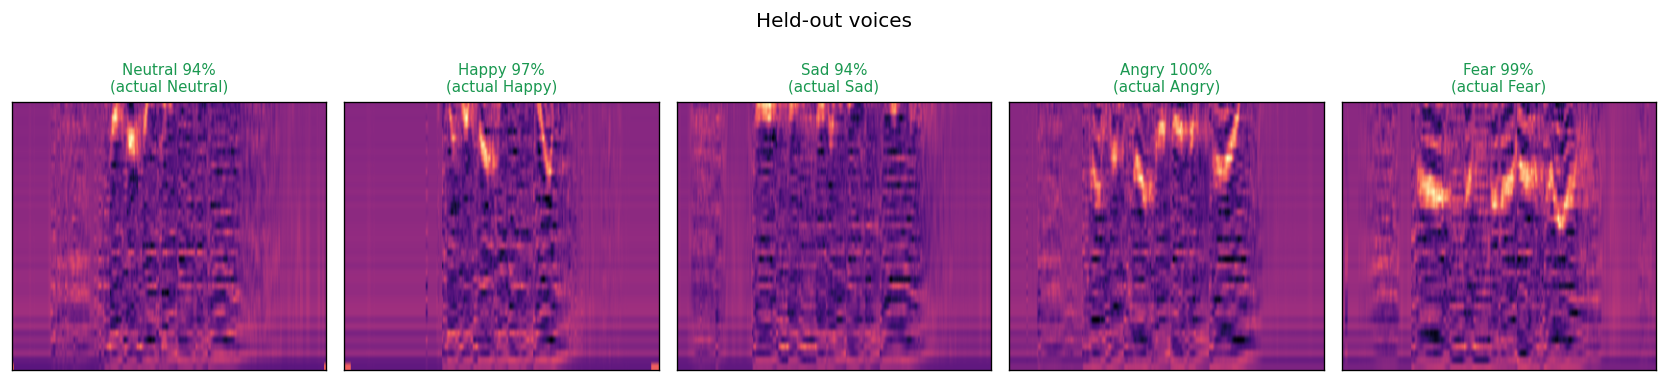 Held-out voices
Neutral 94%
(actual Neutral)
Happy 97%
(actual Happy)
Sad 94%
(actual Sad)
Angry 100%
(actual Angry)
Fear 99%
(actual Fear)